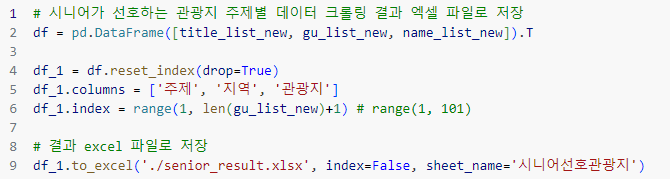 1 # 시니어가 선호하는 관광지 주제별 데이터 크롤링 결과 엑셀 파일로 저장
2 df = pd.DataFrame([title_list_new, gu_list_new, name_list_new]).T
3
4 df_1 = df.reset_index(drop=True)
5 df_1.columns = ['주제', '지역', '관광지']
6 df_1.index = range(1, len(gu_list_new)+1) # range(1, 101)
7
8 # 결과 excel 파일로 저장
9 df_1.to_excel('./senior_result.xlsx', index=False, sheet_name='시니어선호관광지')